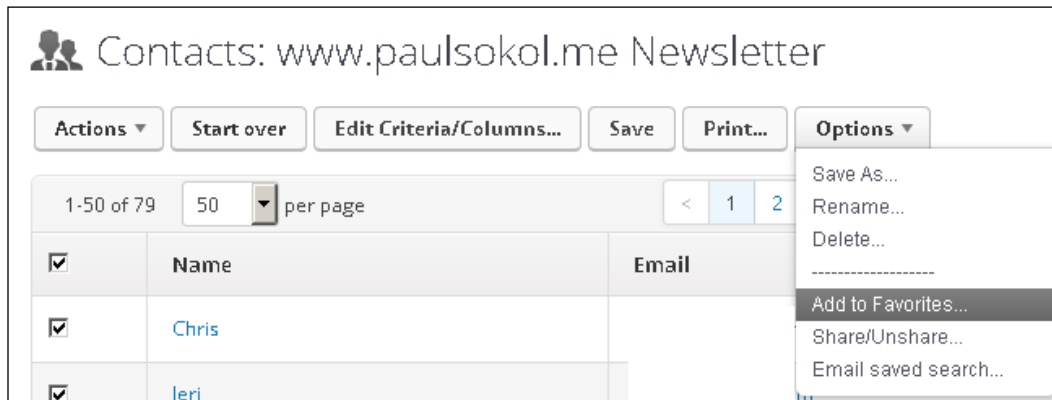 Contacts: www.paulsokol.me Newsletter
Actions Start over Edit Criteria/Columns... Save Print... Options
1-50 of 79 50 per page < 1 2
Name Email
Chris
Jeri
Save As...
Rename...
Delete...
-------------------
Add to Favorites...
Share/Unshare...
Email saved search...